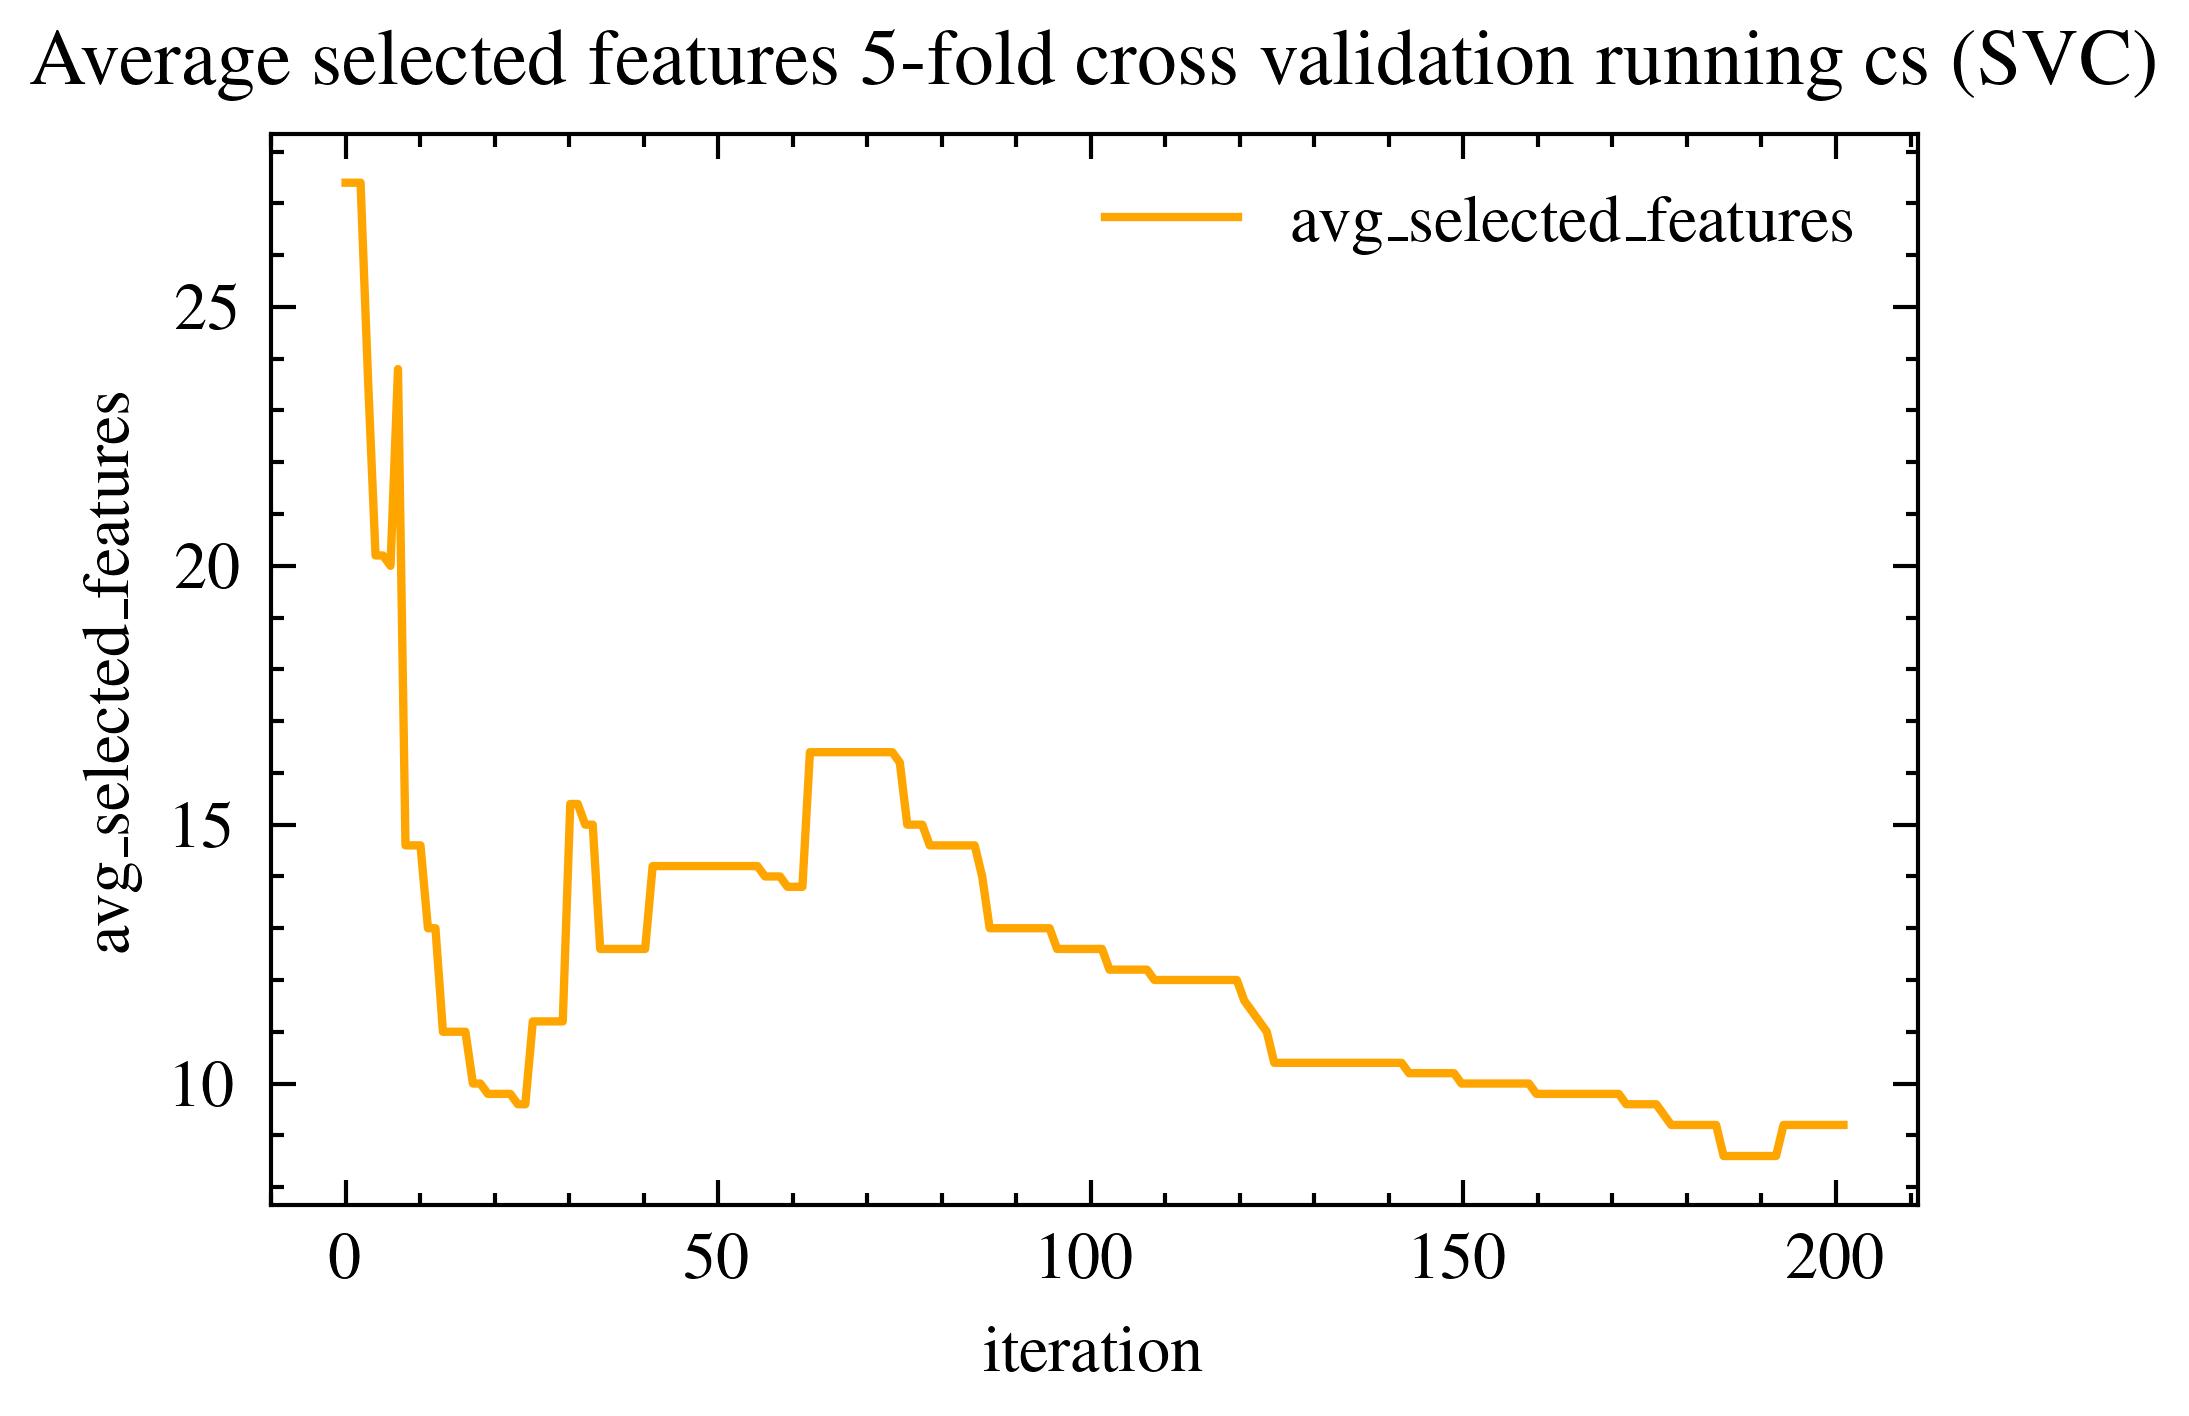 Average selected features 5-fold cross validation running cs (SVC)
avg_selected_features
25
20
15
10
avg_selected_features
0 50 100 150 200
iteration